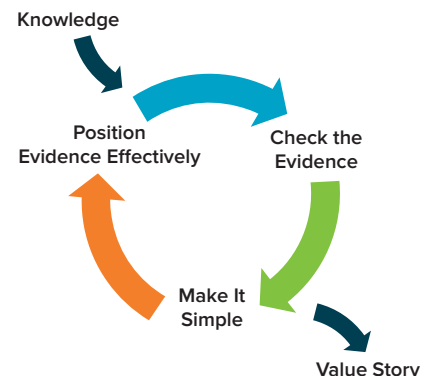 Knowledge
Position
Evidence Effectively
Check the
Evidence
Make It
Simple
Value Story